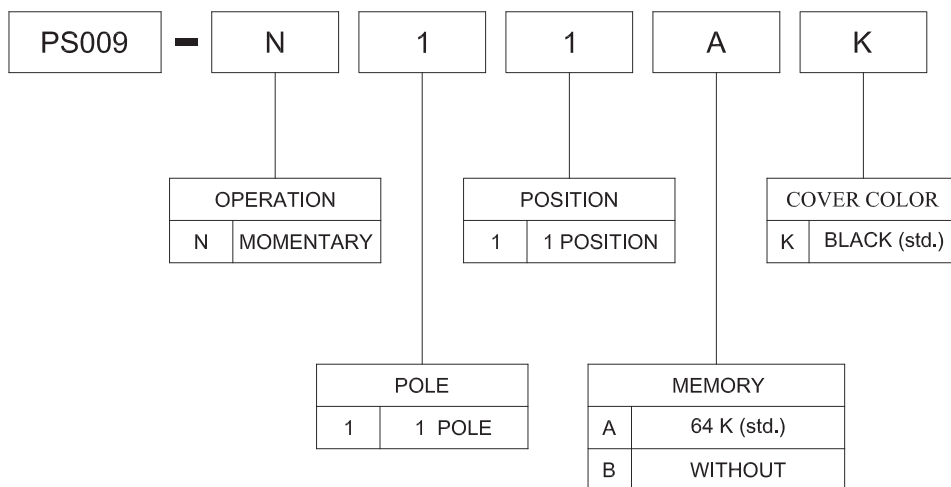 PS009 - N 1 1 A K
OPERATION
N MOMENTARY
POSITION
1 1 POSITION
COVER COLOR
K BLACK (std.)
POLE
1 1 POLE
MEMORY
A 64 K (std.)
B WITHOUT